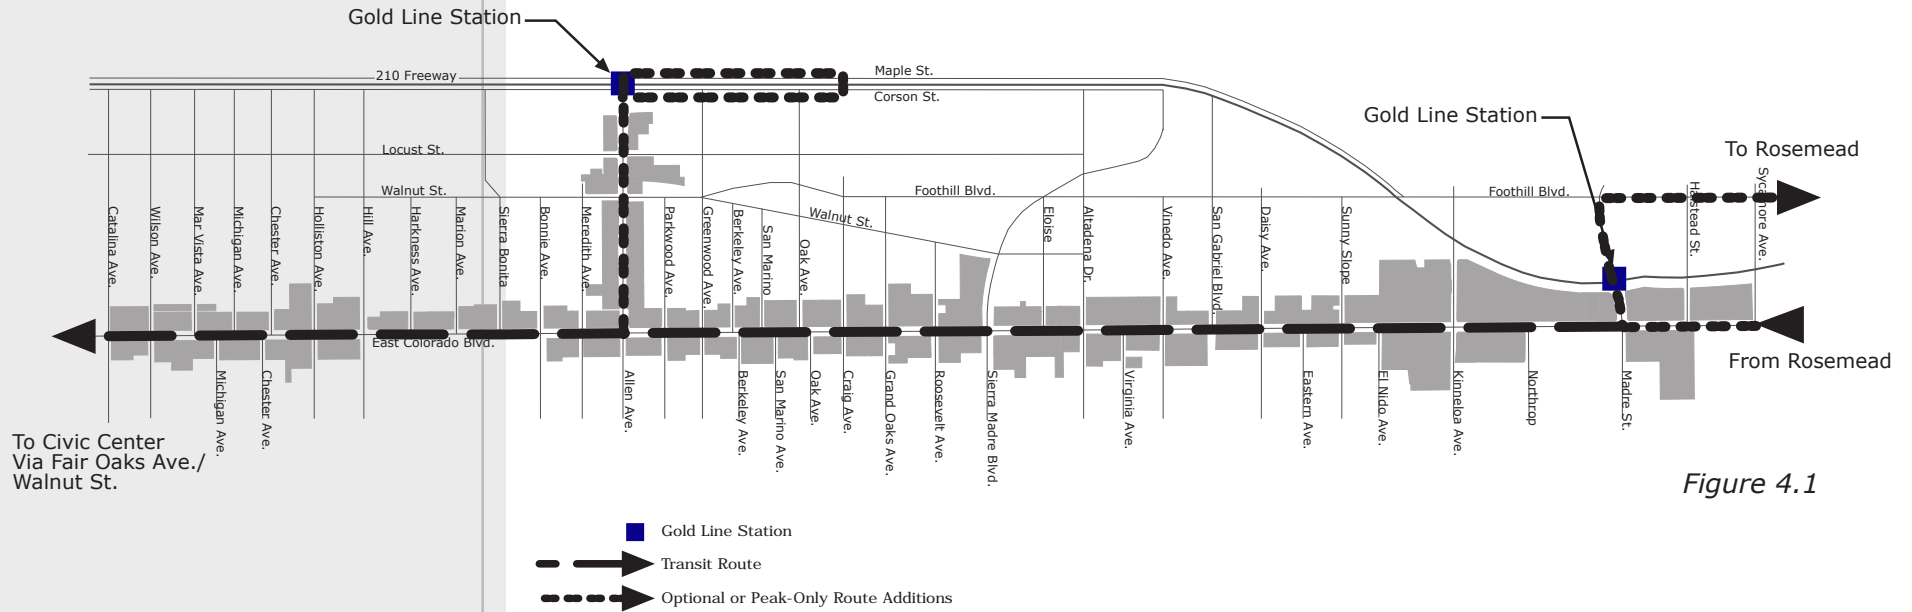 Gold Line Station
210 Freeway
Maple St.
Corson St.
Gold Line Station
Locust St.
To Rosemead
Walnut St.
Foothill Blvd.
Foothill Blvd.
Walnut St.
Catalina Ave.
Wilson Ave.
Mar Vista Ave.
Michigan Ave.
Chester Ave.
Holliston Ave.
Hill Ave.
Harkness Ave.
Marion Ave.
Sierra Bonita
Bonnie Ave.
Meredith Ave.
Parkwood Ave.
Greenwood Ave.
Berkeley Ave.
San Marino
Oak Ave.
Eloise
Altadena Dr.
Vinedo Ave.
San Gabriel Blvd.
Daisy Ave.
Sunny Slope
Halstead St.
Sycamore Ave.
East Colorado Blvd.
From Rosemead
Michigan Ave.
Chester Ave.
Allen Ave.
Berkeley Ave.
San Marino Ave.
Oak Ave.
Craig Ave.
Grand Oaks Ave.
Roosevelt Ave.
Sierra Madre Blvd.
Virginia Ave.
Eastern Ave.
El Nido Ave.
Kinneloa Ave.
Northrop
Madre St.
To Civic Center
Via Fair Oaks Ave./
Walnut St.
Figure 4.1
Gold Line Station
Transit Route
Optional or Peak-Only Route Additions